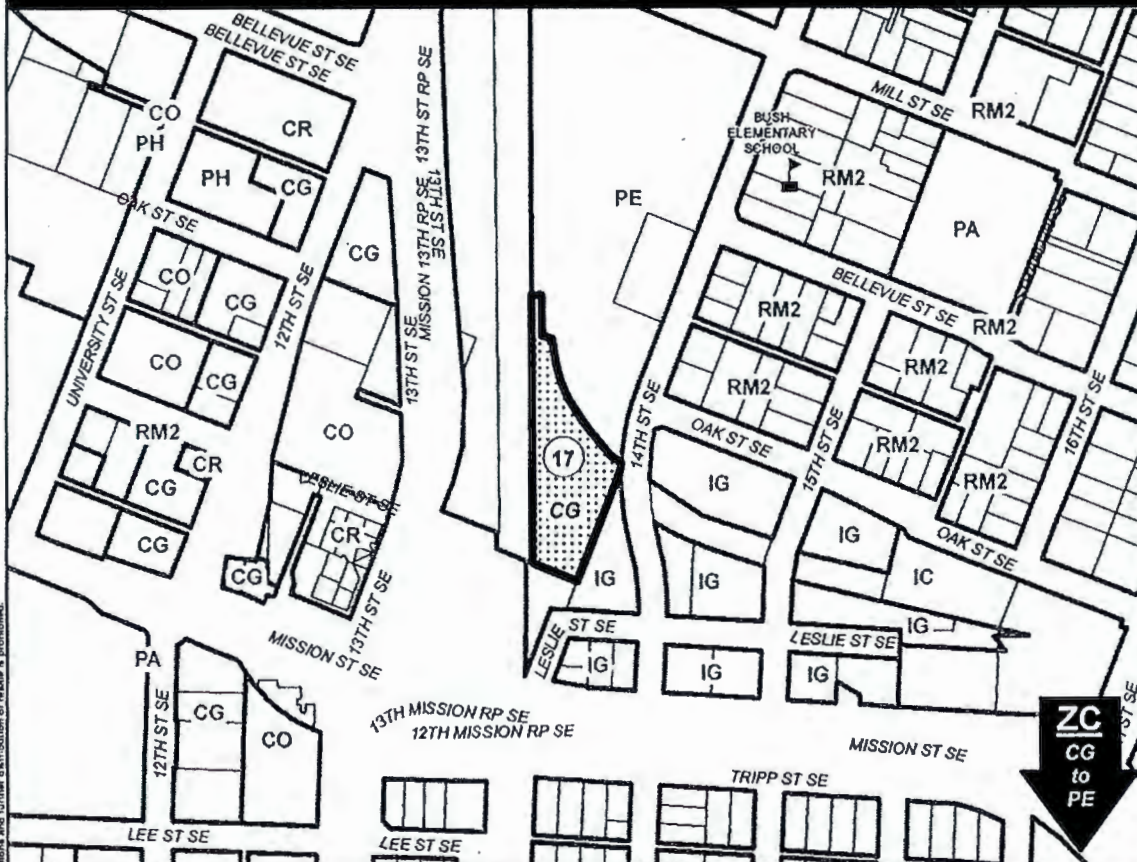 BELLEVUE ST SE
BELLEVUE ST SE
CO
CR
PH
PH
CG
OAK ST SE
CG
CO
CG
UNIVERSITY ST SE
12TH ST SE
CO
CG
CO
RM2
CR
CG
LESLIE ST SE
CR
CG
CG
13TH ST SE
MISSION ST SE
PA
CG
CO
12TH ST SE
LEE ST SE
13TH ST RP SE
MISSION 13TH RP SE
13TH ST SE
13TH ST SE
PE
17
CG
BUSH
ELEMENTARY
SCHOOL
RM2
MILL ST SE
RM2
PA
BELLEVUE ST SE
RM2
RM2
RM2
RM2
RM2
RM2
14TH ST SE
OAK ST SE
15TH ST SE
16TH ST SE
IG
IG
OAK ST SE
IC
IG
IG
IG
LESLIE ST SE
LESLIE ST SE
IG
IG
IG
13TH MISSION RP SE
12TH MISSION RP SE
MISSION ST SE
TRIPP ST SE
LEE ST SE
ZC
CG
to
PE